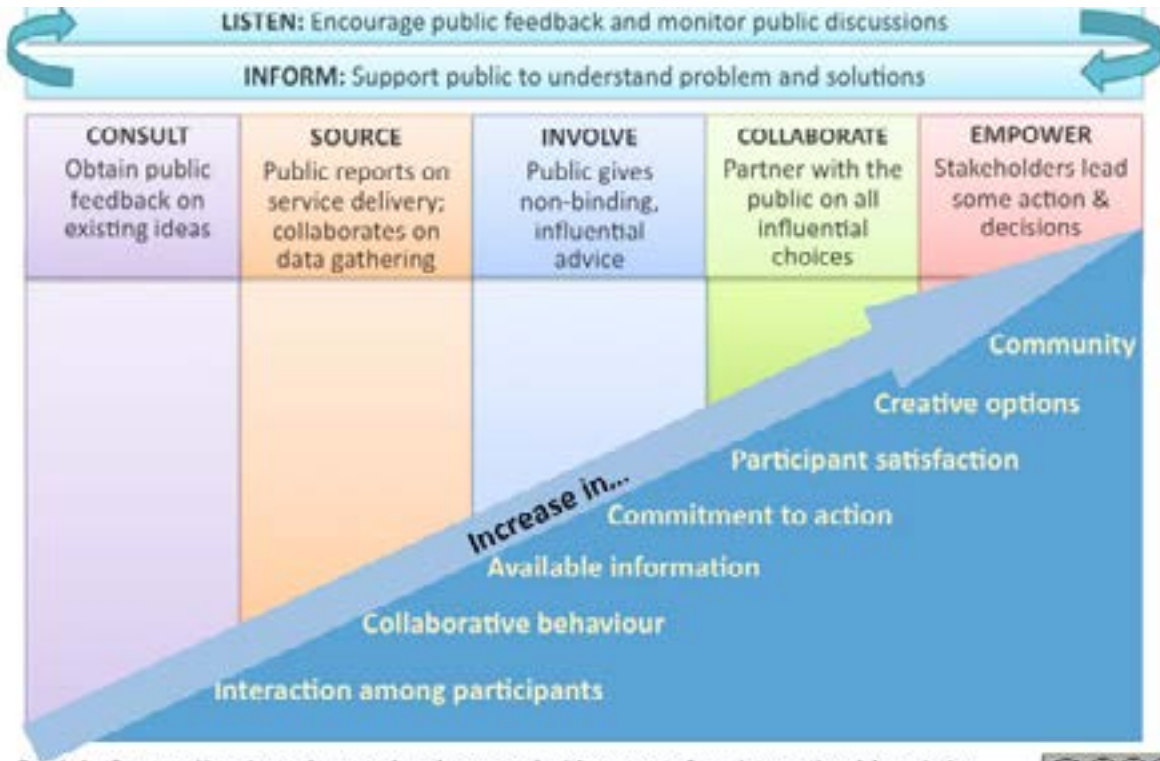 LISTEN: Encourage public feedback and monitor public discussions
INFORM: Support public to understand problem and solutions
CONSULT
Obtain public
feedback on
existing ideas
SOURCE
Public reports on
service delivery;
collaborates on
data gathering
INVOLVE
Public gives
non-binding,
influential
advice
COLLABORATE
Partner with the
public on all
influential
choices
EMPOWER
Stakeholders lead
some action &
decisions
Community
Creative options
Participant satisfaction
Increase in...
Commitment to action
Available information
Collaborative behaviour
Interaction among participants